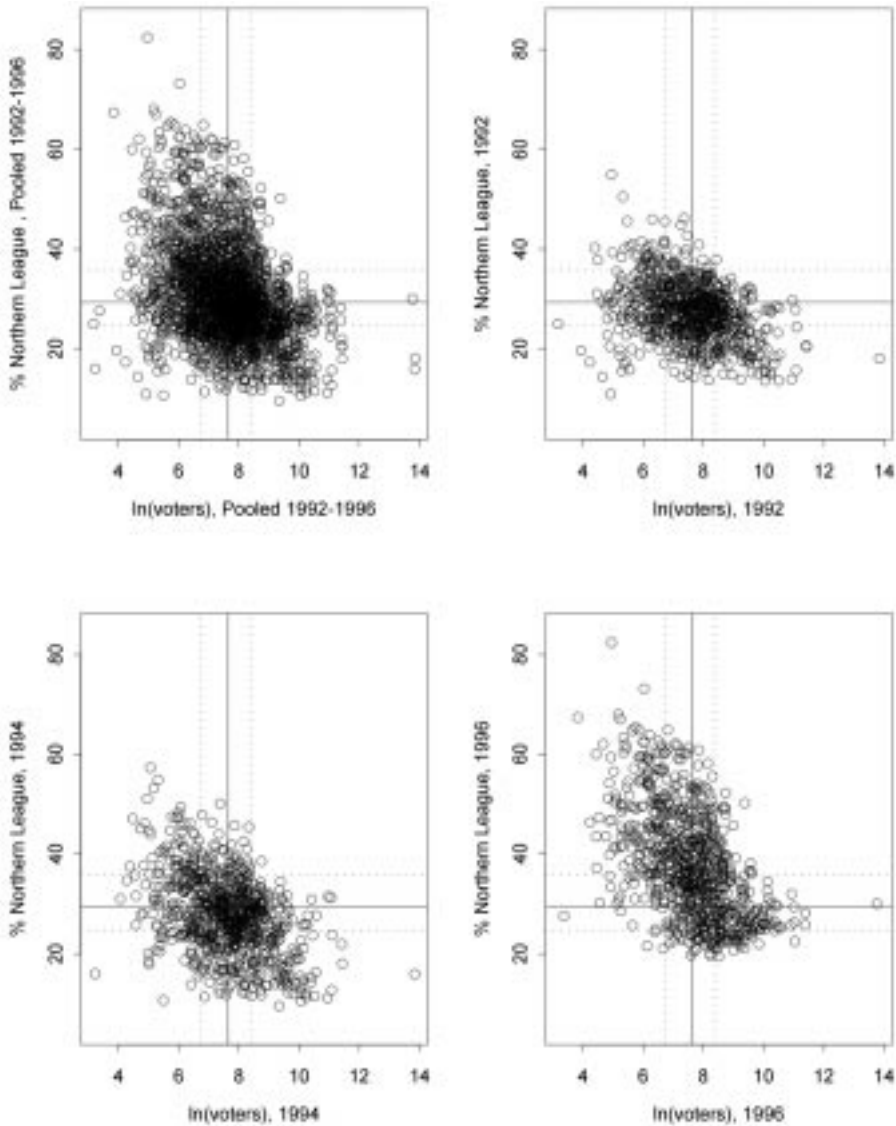 % Northern League , Pooled 1992-1996
80
60
40
20
4 6 8 10 12 14
ln(voters), Pooled 1992-1996
% Northern League, 1992
80
60
40
20
4 6 8 10 12 14
ln(voters), 1992
% Northern League, 1994
80
60
40
20
4 6 8 10 12 14
ln(voters), 1994
% Northern League, 1996
80
60
40
20
4 6 8 10 12 14
ln(voters), 1996